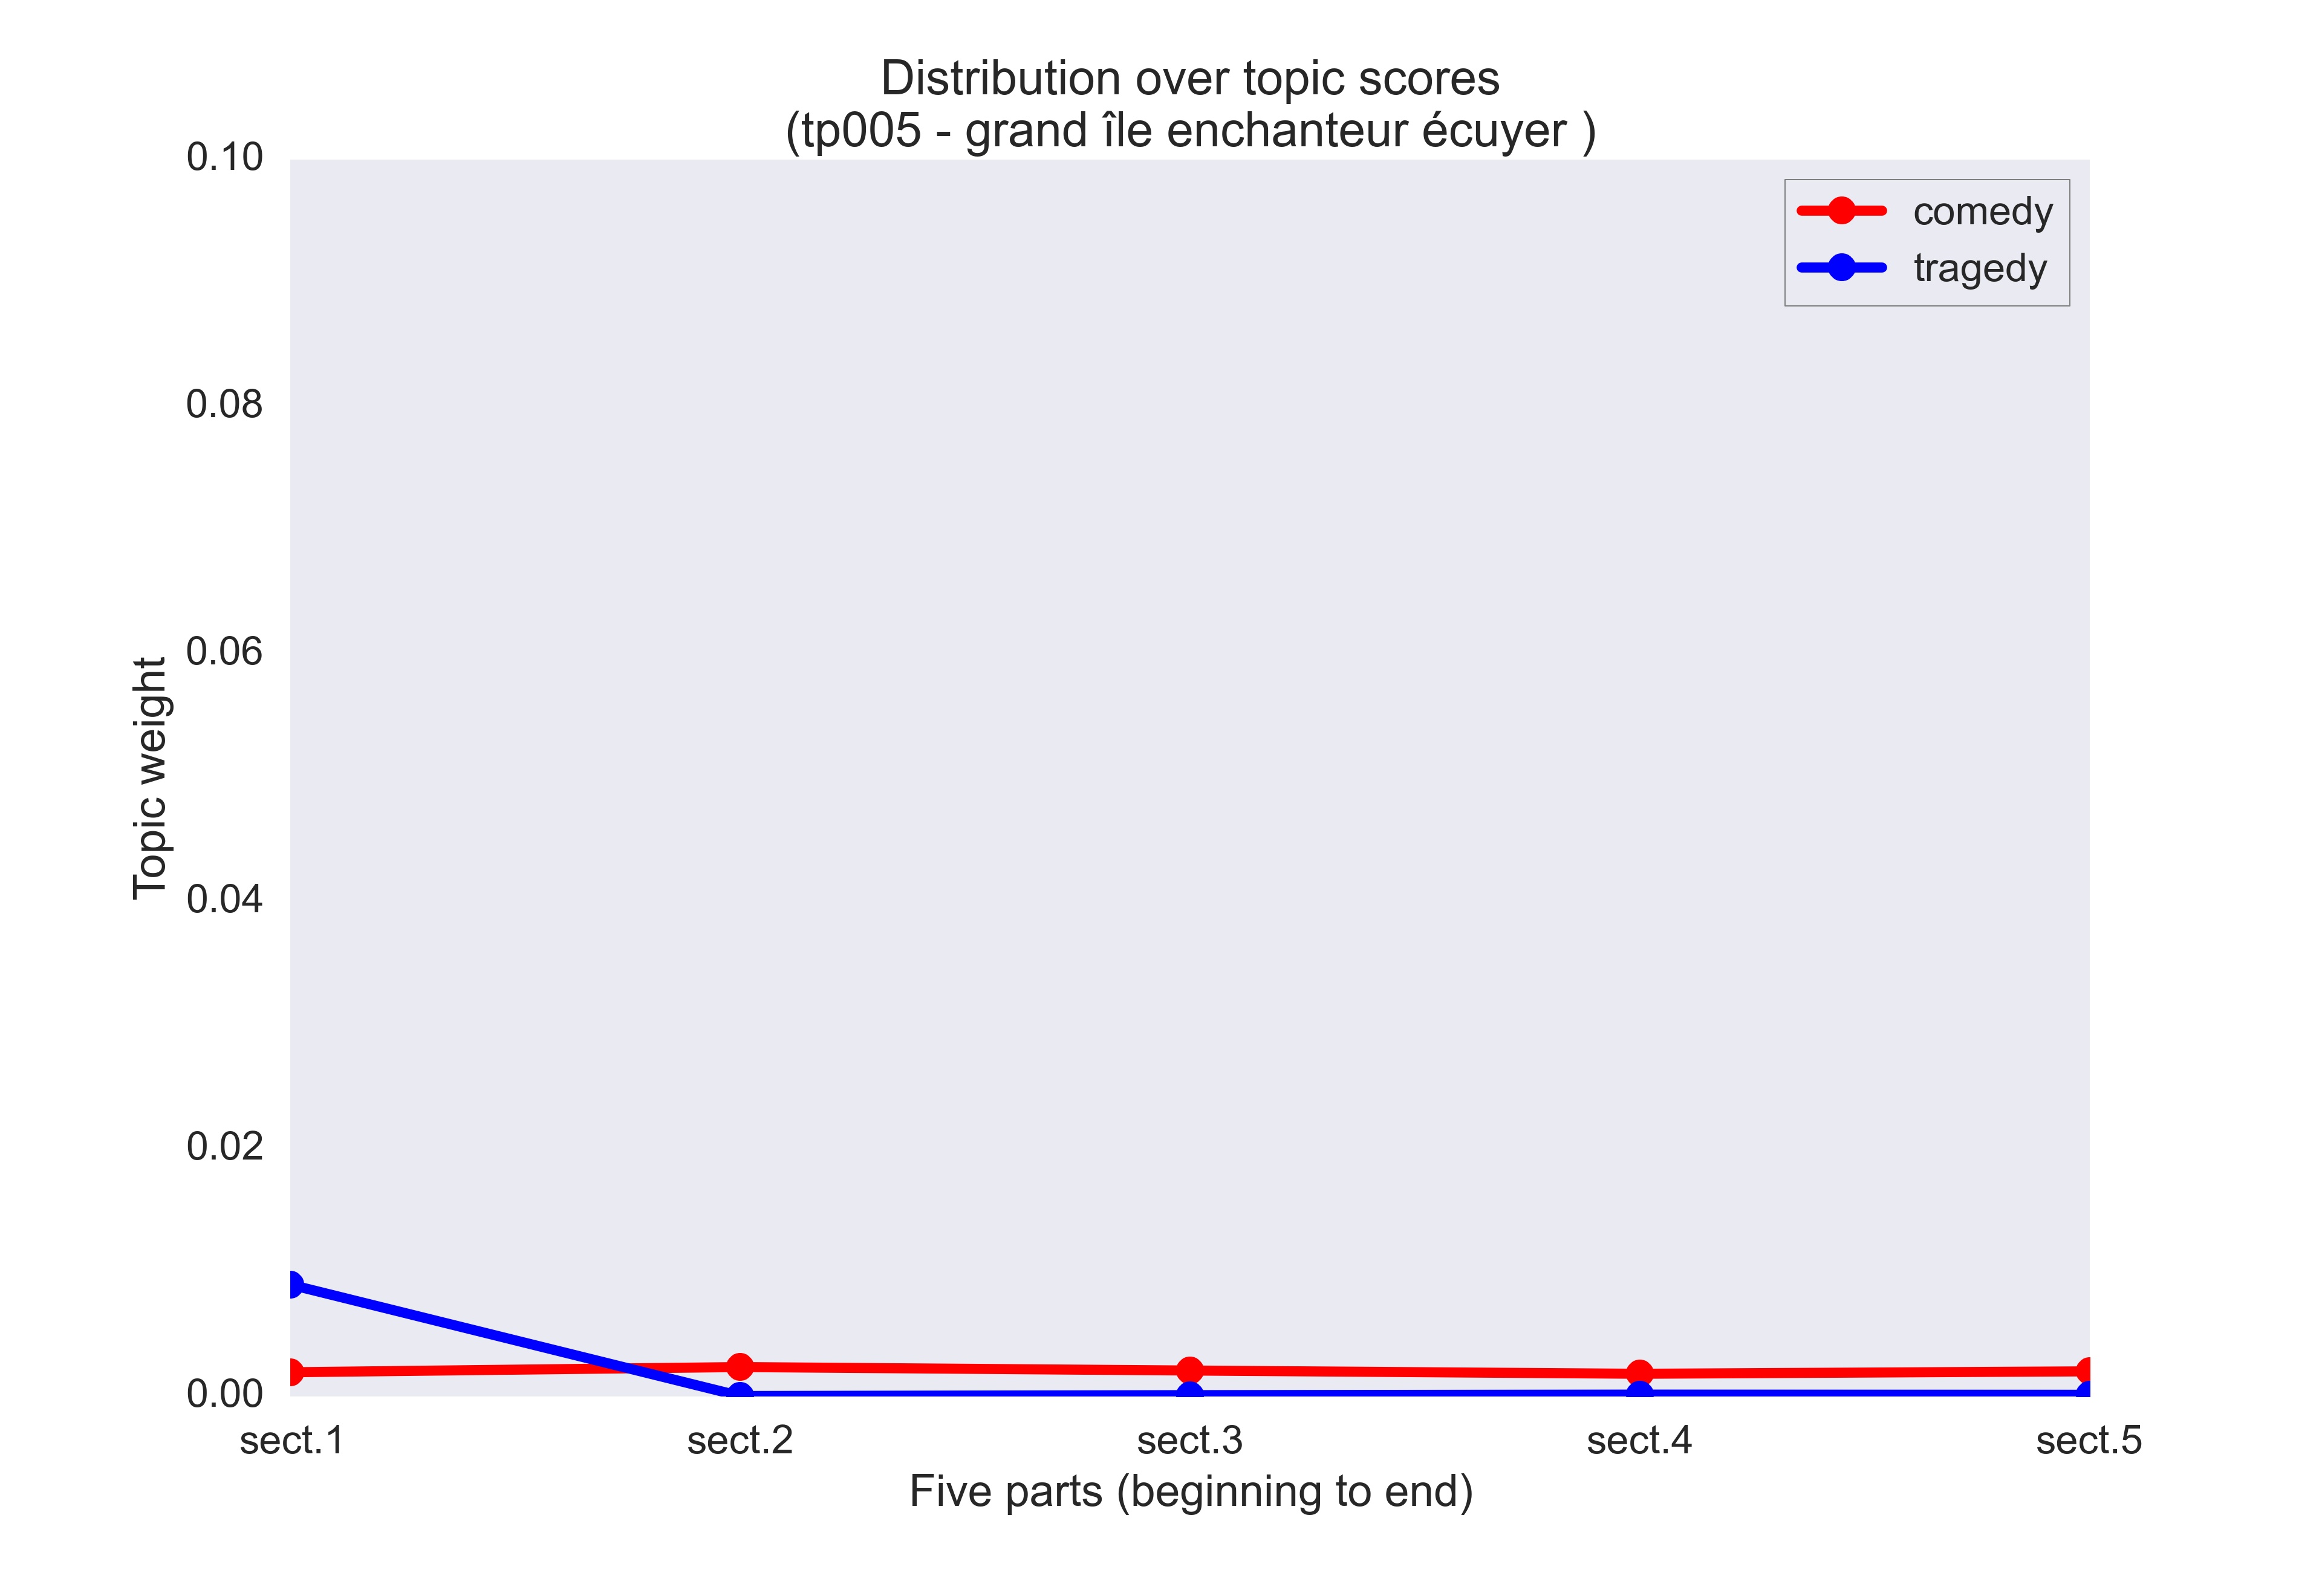 Distribution over topic scores
(tp005 - grand île enchanteur écuyer )
comedy
tragedy
Topic weight
0.10
0.08
0.06
0.04
0.02
0.00
sect.1 sect.2 sect.3 sect.4 sect.5
Five parts (beginning to end)